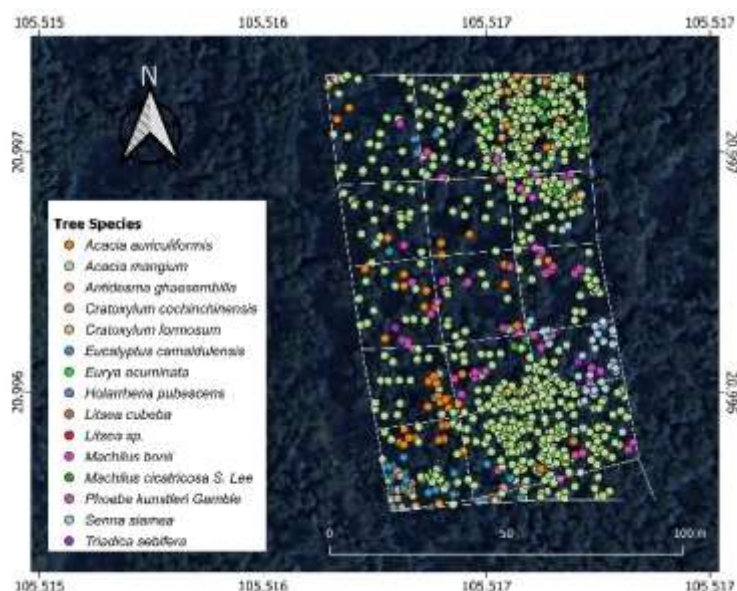 105.515 105.516 105.517 105.517
N
20.997 20.997
Tree Species
Acacia auriculiformis
Acacia mangium
Antidesma ghaesembilla
Cratoxylum cochinchinensis
Cratoxylum formosum
Eucalyptus camaldulensis
Eurya acuminata
Holarrhena pubescens
Litsea cubeba
Litsea sp.
Machilus bonii
Machilus cicatricosa S. Lee
Phoebe kunstleri Gamble
Senna siamea
Triadica sebifera
20.996 20.996
0 50 100 m
105.515 105.516 105.517 105.517